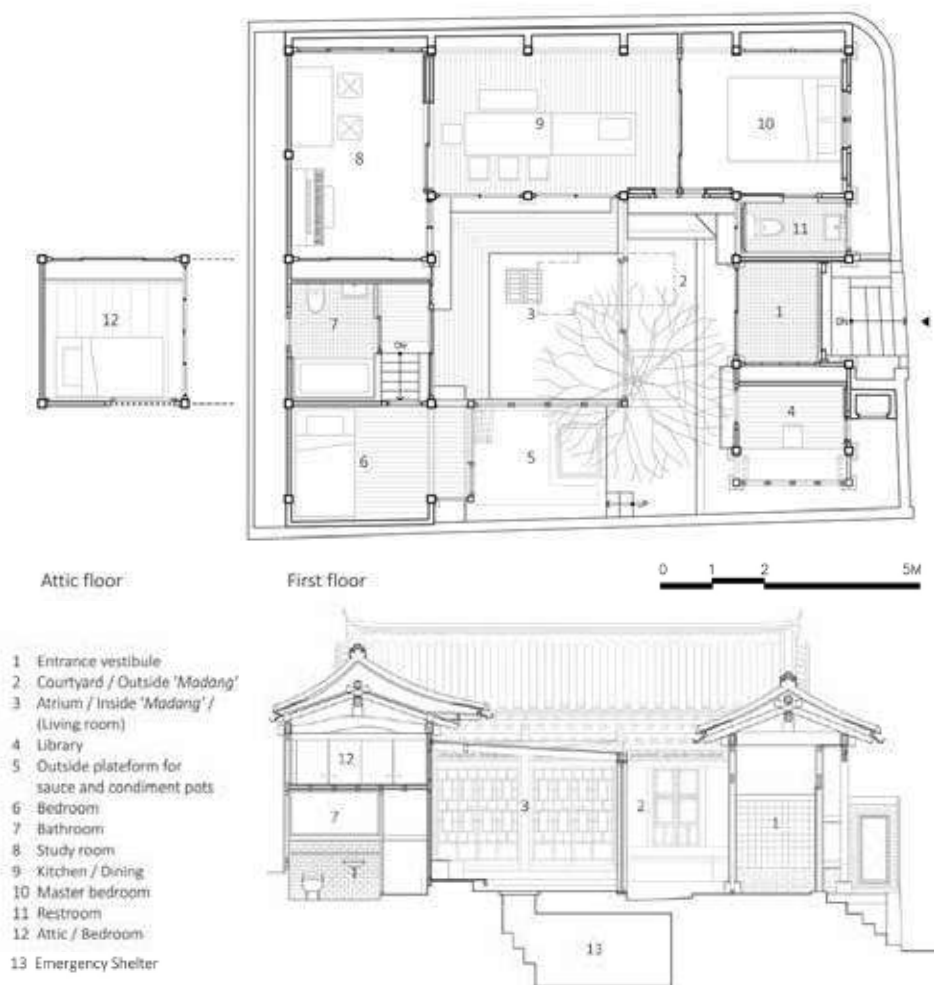 8
9
10
11
12
2
3
1
7
DN
DN
4
6
5
UP
Attic floor
First floor
0 1 2 5M
1 Entrance vestibule
2 Courtyard / Outside 'Madang'
3 Atrium / Inside 'Madang' /
(Living room)
4 Library
5 Outside plateform for
sauce and condiment pots
6 Bedroom
7 Bathroom
8 Study room
9 Kitchen / Dining
10 Master bedroom
11 Restroom
12 Attic / Bedroom
13 Emergency Shelter
12
7
3
2
1
13